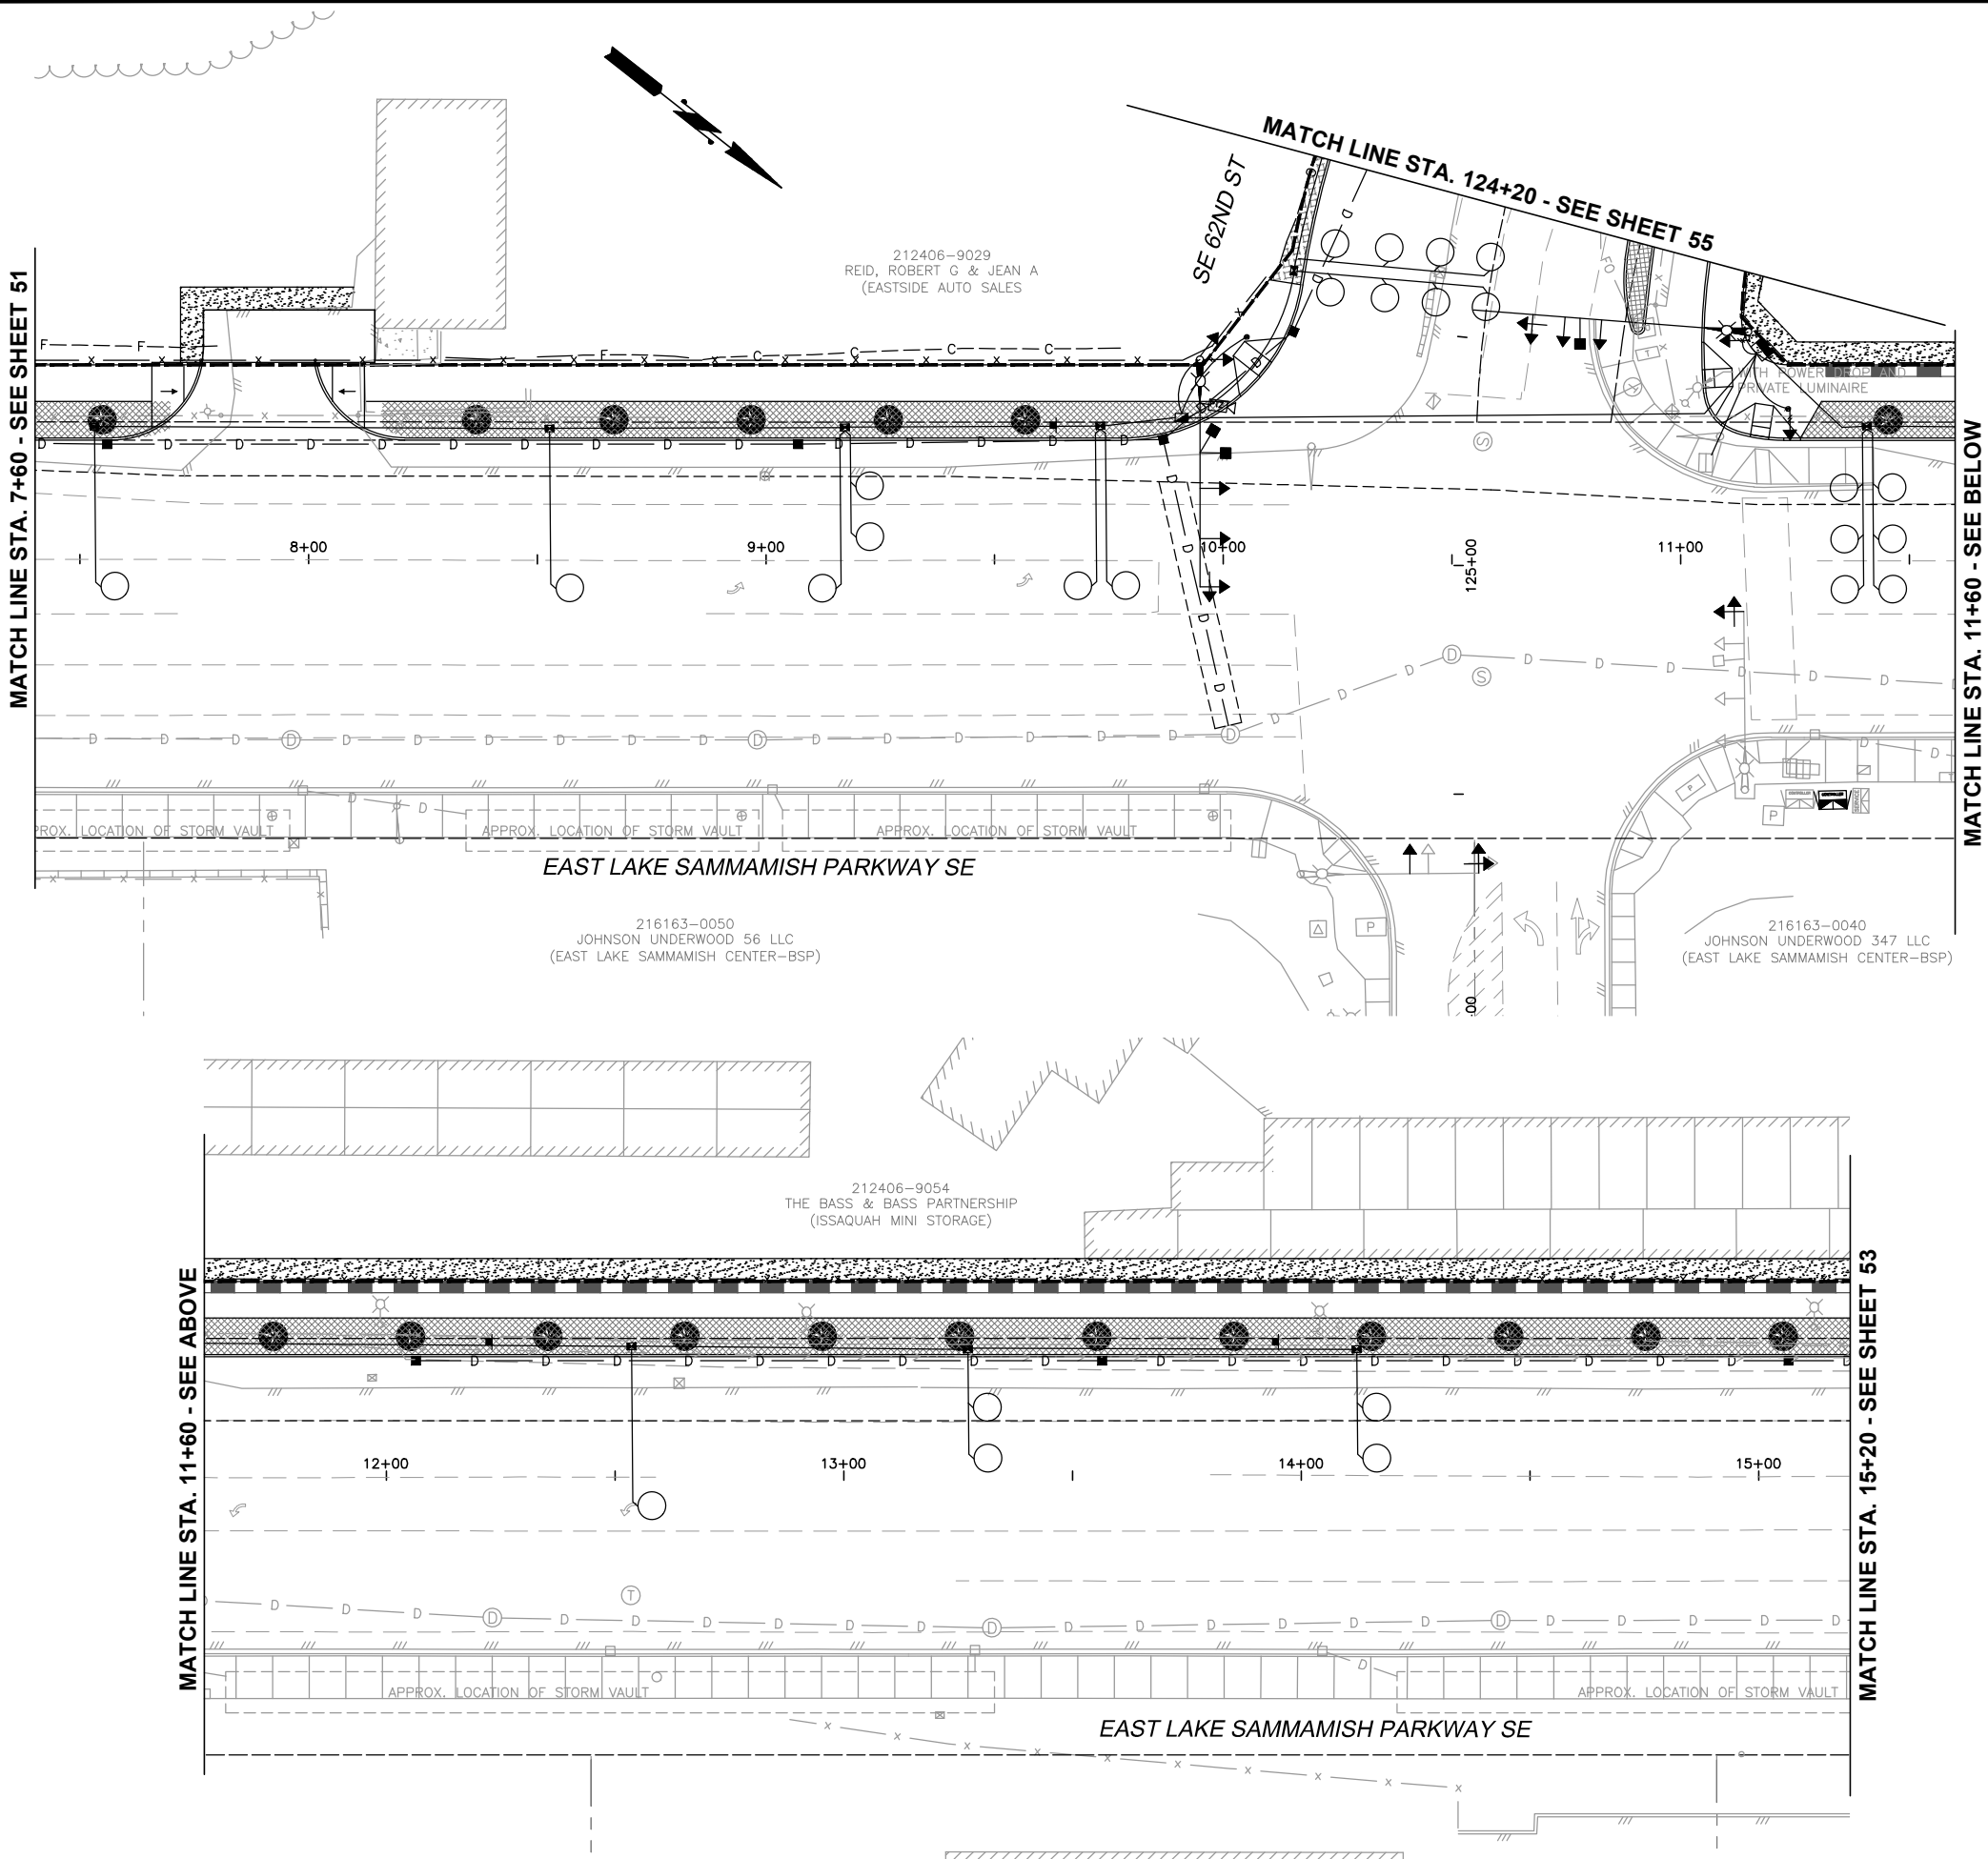 MATCH LINE STA. 124+20 - SEE SHEET 55
SE 62ND ST
212406-9029
REID, ROBERT G & JEAN A
(EASTSIDE AUTO SALES
MATCH LINE STA. 7+60 - SEE SHEET 51
WITH POWER DROP AND
PRIVATE LUMINAIRE
8+00
9+00
10+00
125+00
11+00
MATCH LINE STA. 11+60 - SEE BELOW
PROX. LOCATION OF STORM VAULT
APPROX. LOCATION OF STORM VAULT
APPROX. LOCATION OF STORM VAULT
CONTROLLER
CONTROLLER
SERVICE
EAST LAKE SAMMAMISH PARKWAY SE
216163-0050
JOHNSON UNDERWOOD 56 LLC
(EAST LAKE SAMMAMISH CENTER-BSP)
216163-0040
JOHNSON UNDERWOOD 347 LLC
(EAST LAKE SAMMAMISH CENTER-BSP)
212406-9054
THE BASS & BASS PARTNERSHIP
(ISSAQUAH MINI STORAGE)
MATCH LINE STA. 11+60 - SEE ABOVE
12+00
13+00
14+00
15+00
MATCH LINE STA. 15+20 - SEE SHEET 53
APPROX. LOCATION OF STORM VAULT
APPROX. LOCATION OF STORM VAULT
EAST LAKE SAMMAMISH PARKWAY SE